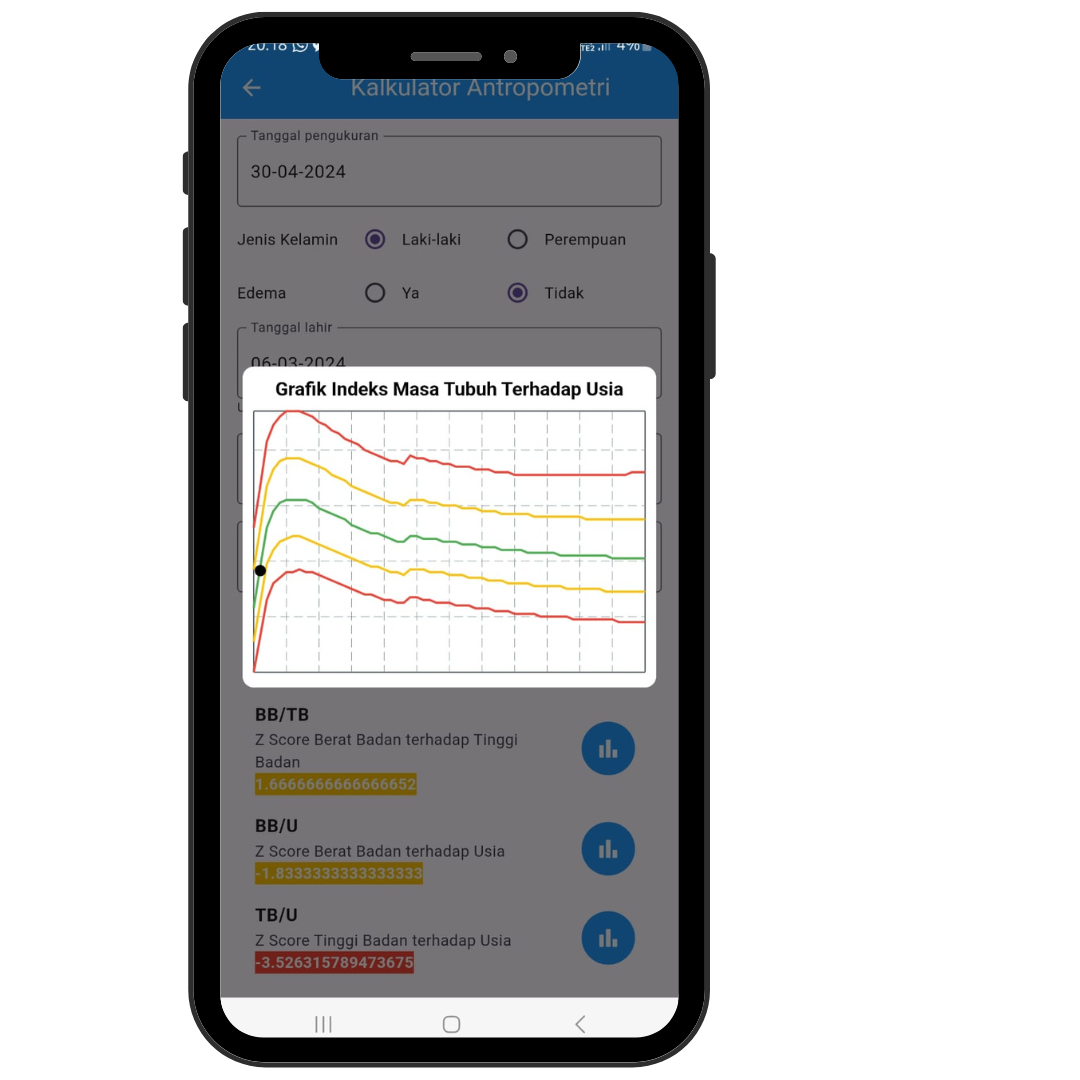 20.18
TE2 4%
Kalkulator Antropometri
Tanggal pengukuran
30-04-2024
Jenis Kelamin Laki-laki Perempuan
Edema Ya Tidak
Tanggal lahir
06-03-2024
Grafik Indeks Masa Tubuh Terhadap Usia
BB/TB
Z Score Berat Badan terhadap Tinggi
Badan
1.6666666666666652
BB/U
Z Score Berat Badan terhadap Usia
-1.8333333333333333
TB/U
Z Score Tinggi Badan terhadap Usia
-3.526315789473675